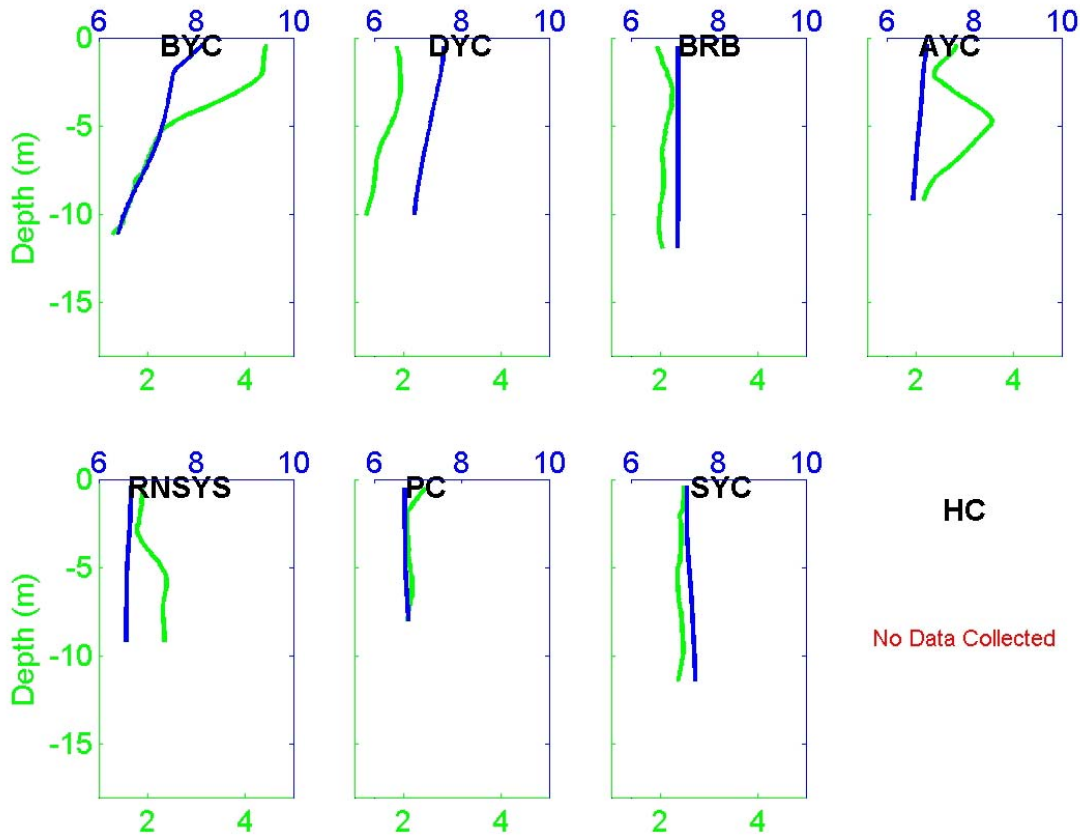 6 8 10 6 8 10 6 8 10 6 8 10
0 BYC DYC BRB AYC
-5
Depth (m)
-10
-15
2 4 2 4 2 4 2 4
6 8 10 6 8 10 6 8 10
0 RNSYS PC SYC HC
-5
Depth (m)
No Data Collected
-10
-15
2 4 2 4 2 4